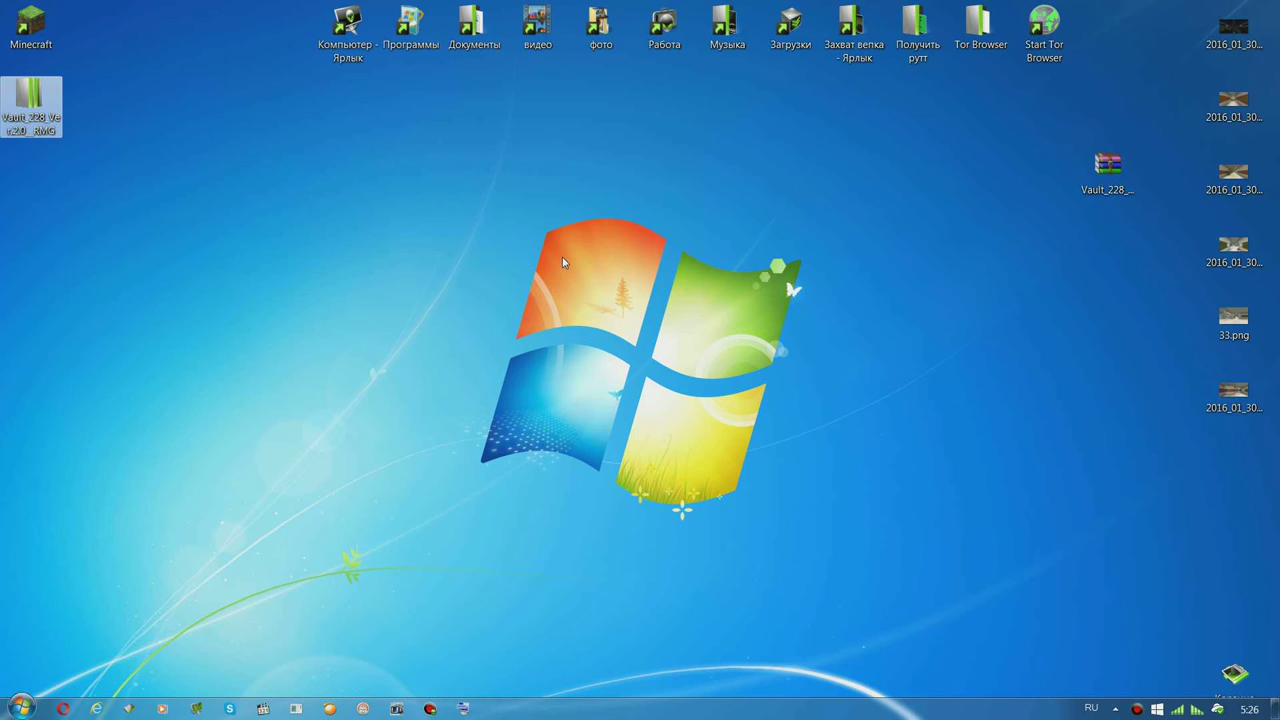 Minecraft
Компьютер -
Ярлык
Программы
Документы
видео
фото
Работа
Музыка
Загрузки
Захват вепка
- Ярлык
Получить
рутт
Tor Browser
Start Tor
Browser
2016_01_30...
Vault_228_Ve
r.2.0__RMG
2016_01_30...
Vault_228_...
2016_01_30...
2016_01_30...
33.png
2016_01_30...
RU
5:26